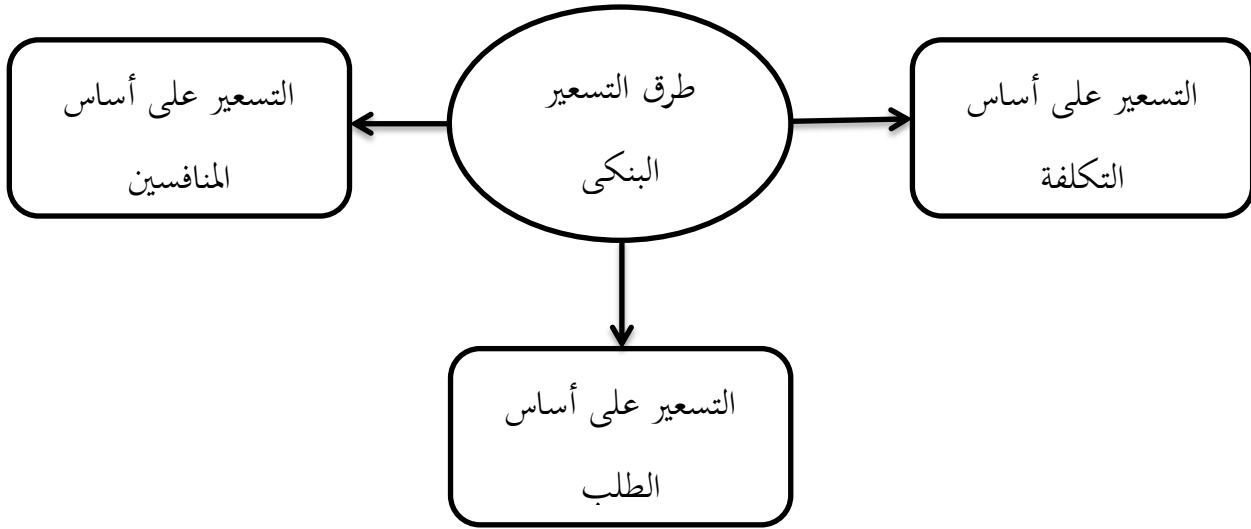 طرق التسعير
البنكى
التسعير على أساس
التكلفة
التسعير على أساس
المنافسين
التسعير على أساس
الطلب